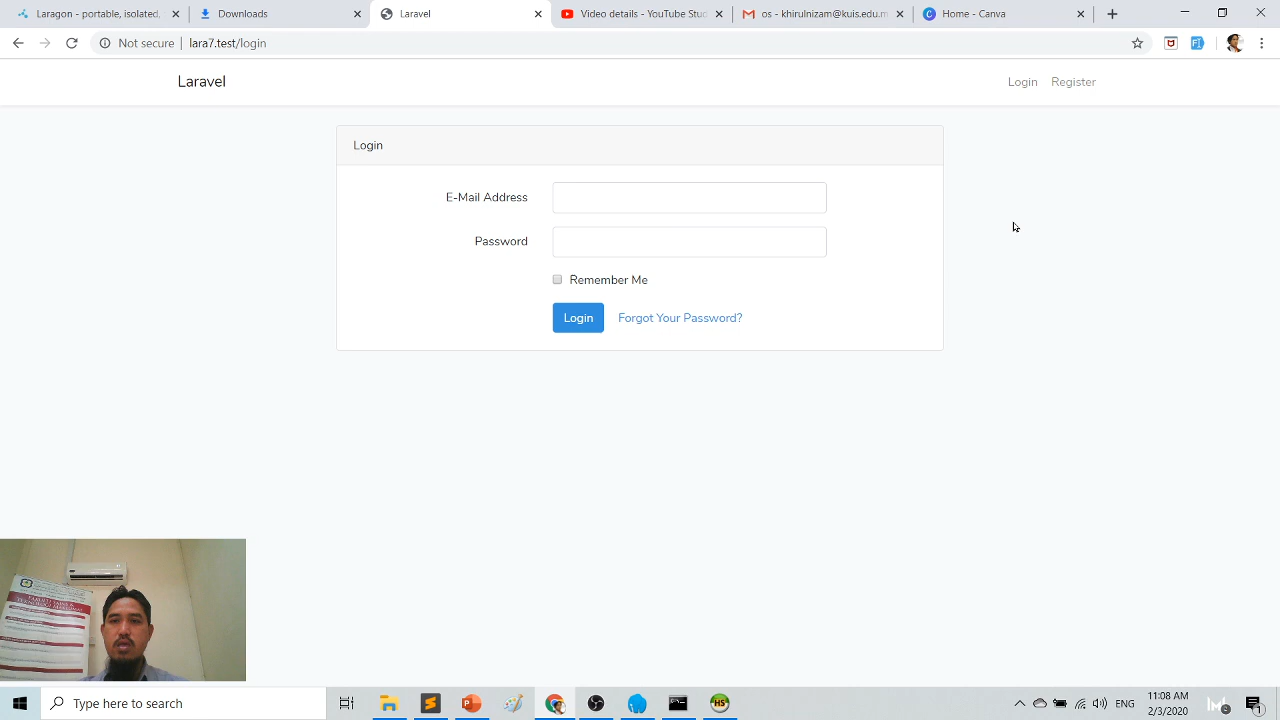 Laragon - portable, isolated,
Downloads
Laravel
Video details - YouTube Stud
os - khirulnizam@kuis.edu.m
Home - Canva
Not secure | lara7.test/login
Laravel
Login
Register
Login
E-Mail Address
Password
Remember Me
Login
Forgot Your Password?
FAKULTI SAINS &
Type here to search
ENG
11:08 AM
2/3/2020